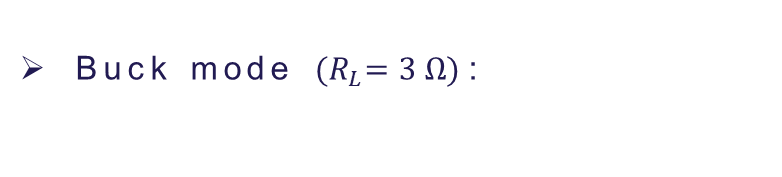 ➢ Buck mode (R_L = 3 Ω) :